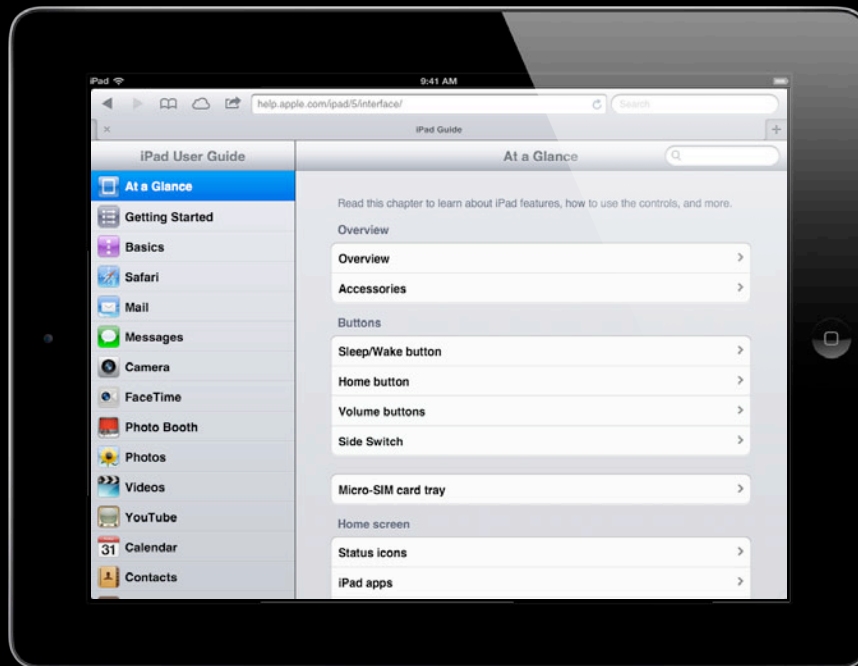 iPad
9:41 AM
help.apple.com/ipad/5/interface/
Search
iPad Guide
iPad User Guide
At a Glance
At a Glance
Getting Started
Basics
Safari
Mail
Messages
Camera
FaceTime
Photo Booth
Photos
Videos
YouTube
31 Calendar
Contacts
Read this chapter to learn about iPad features, how to use the controls, and more.
Overview
Overview
Accessories
Buttons
Sleep/Wake button
Home button
Volume buttons
Side Switch
Micro-SIM card tray
Home screen
Status icons
iPad apps